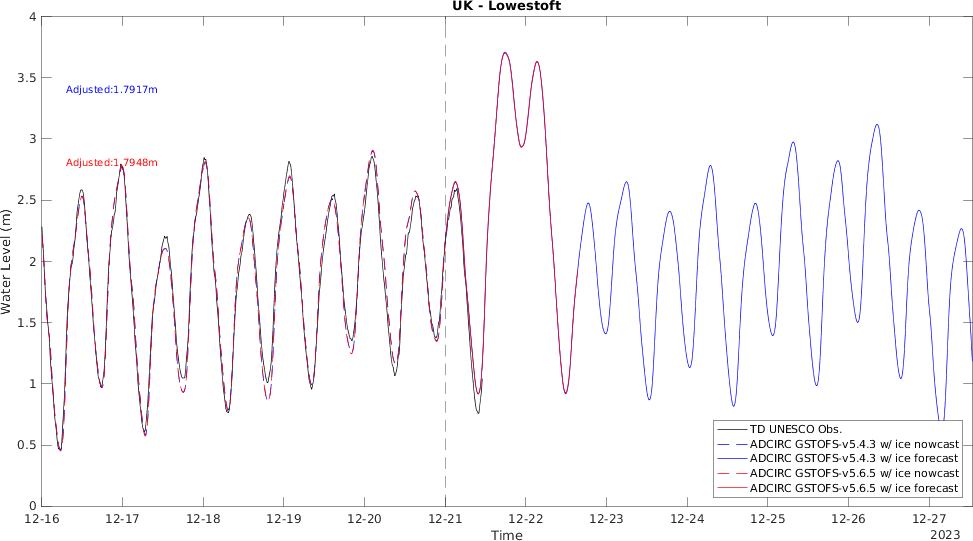 UK - Lowestoft
4
3.5
3
2.5
2
1.5
1
0.5
0
Water Level (m)
Adjusted:1.7917m
Adjusted:1.7948m
TD UNESCO Obs.
ADCIRC GSTOFS-v5.4.3 w/ ice nowcast
ADCIRC GSTOFS-v5.4.3 w/ ice forecast
ADCIRC GSTOFS-v5.6.5 w/ ice nowcast
ADCIRC GSTOFS-v5.6.5 w/ ice forecast
12-16 12-17 12-18 12-19 12-20 12-21 12-22 12-23 12-24 12-25 12-26 12-27
Time
2023